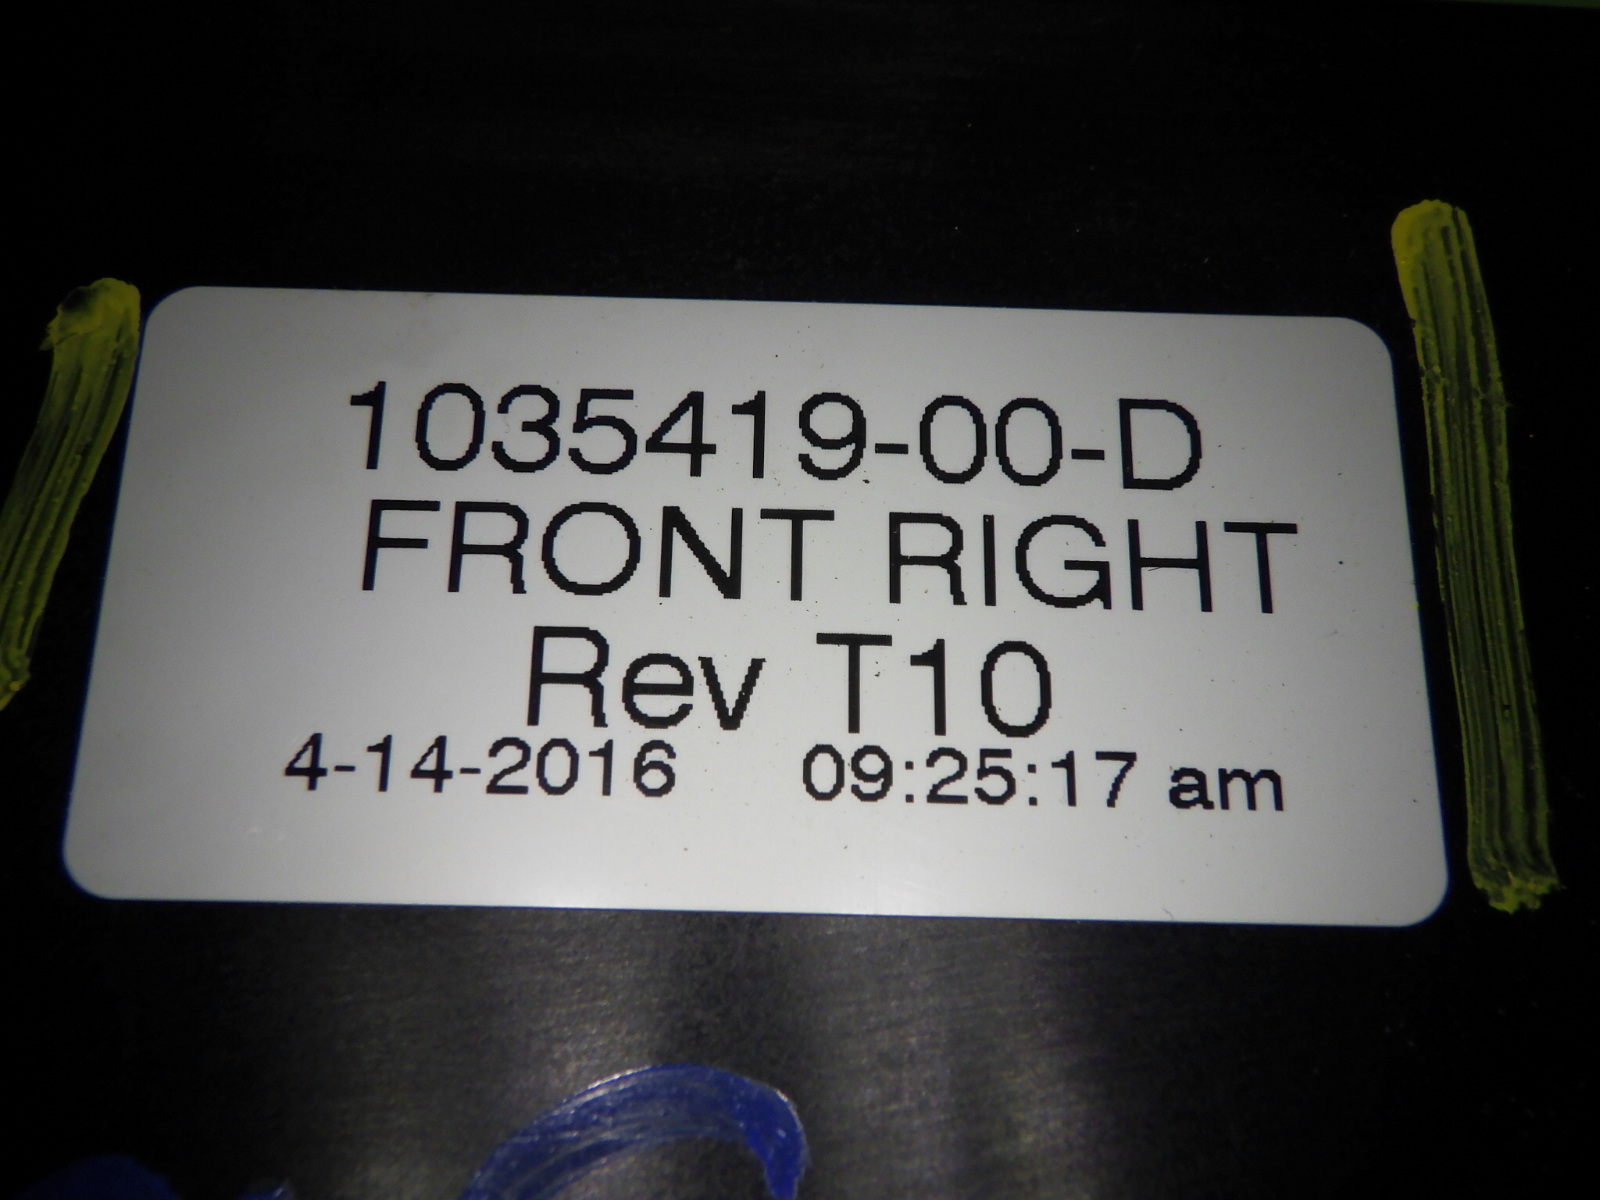 1035419-00-D
FRONT RIGHT
Rev T10
4-14-2016 09:25:17 am